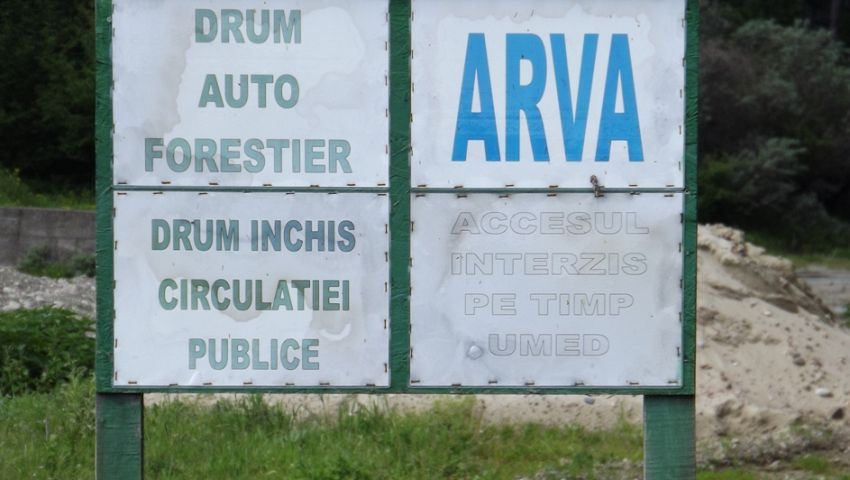 DRUM
AUTO
FORESTIER
ARVA
DRUM INCHIS
CIRCULATIEI
PUBLICE
ACCESUL
INTERZIS
PE TIMP
UMED